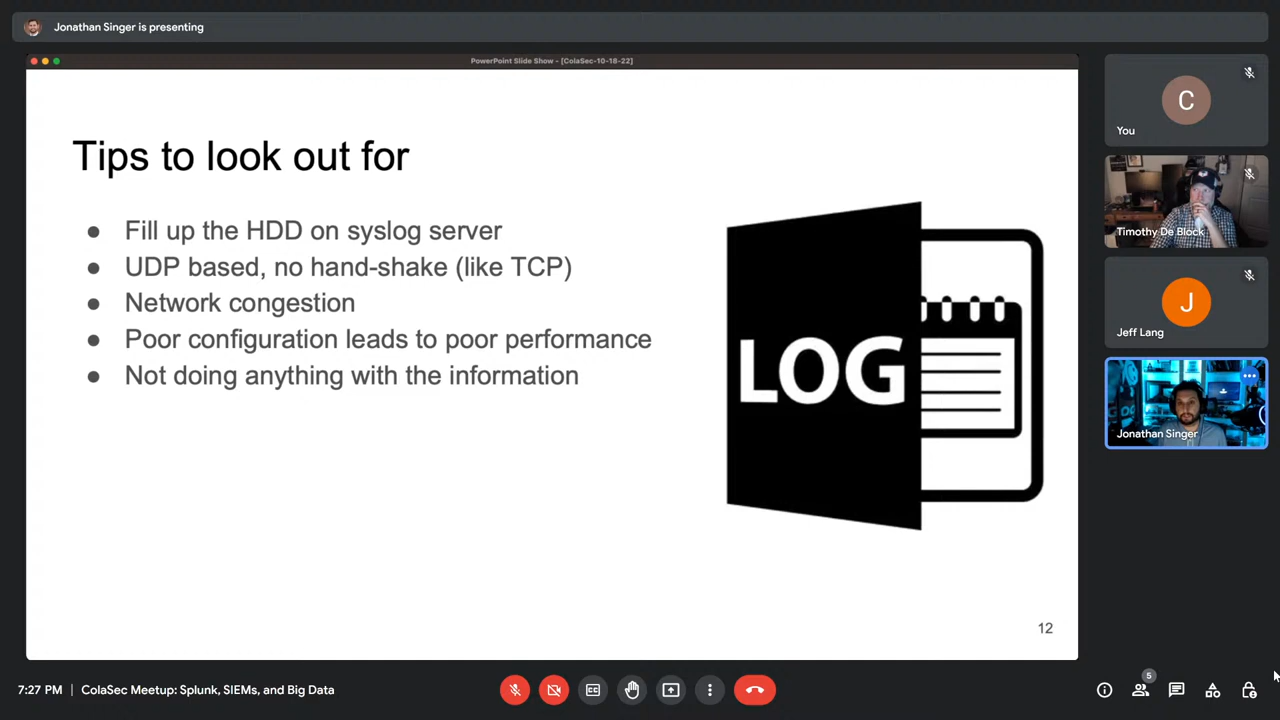 Jonathan Singer is presenting
PowerPoint Slide Show - [ColaSec-10-18-22]
Tips to look out for
● Fill up the HDD on syslog server
● UDP based, no hand-shake (like TCP)
● Network congestion
● Poor configuration leads to poor performance
● Not doing anything with the information
LOG
12
C
You
Timothy De Block
J
Jeff Lang
Jonathan Singer
7:27 PM | ColaSec Meetup: Splunk, SIEMs, and Big Data
CC
5